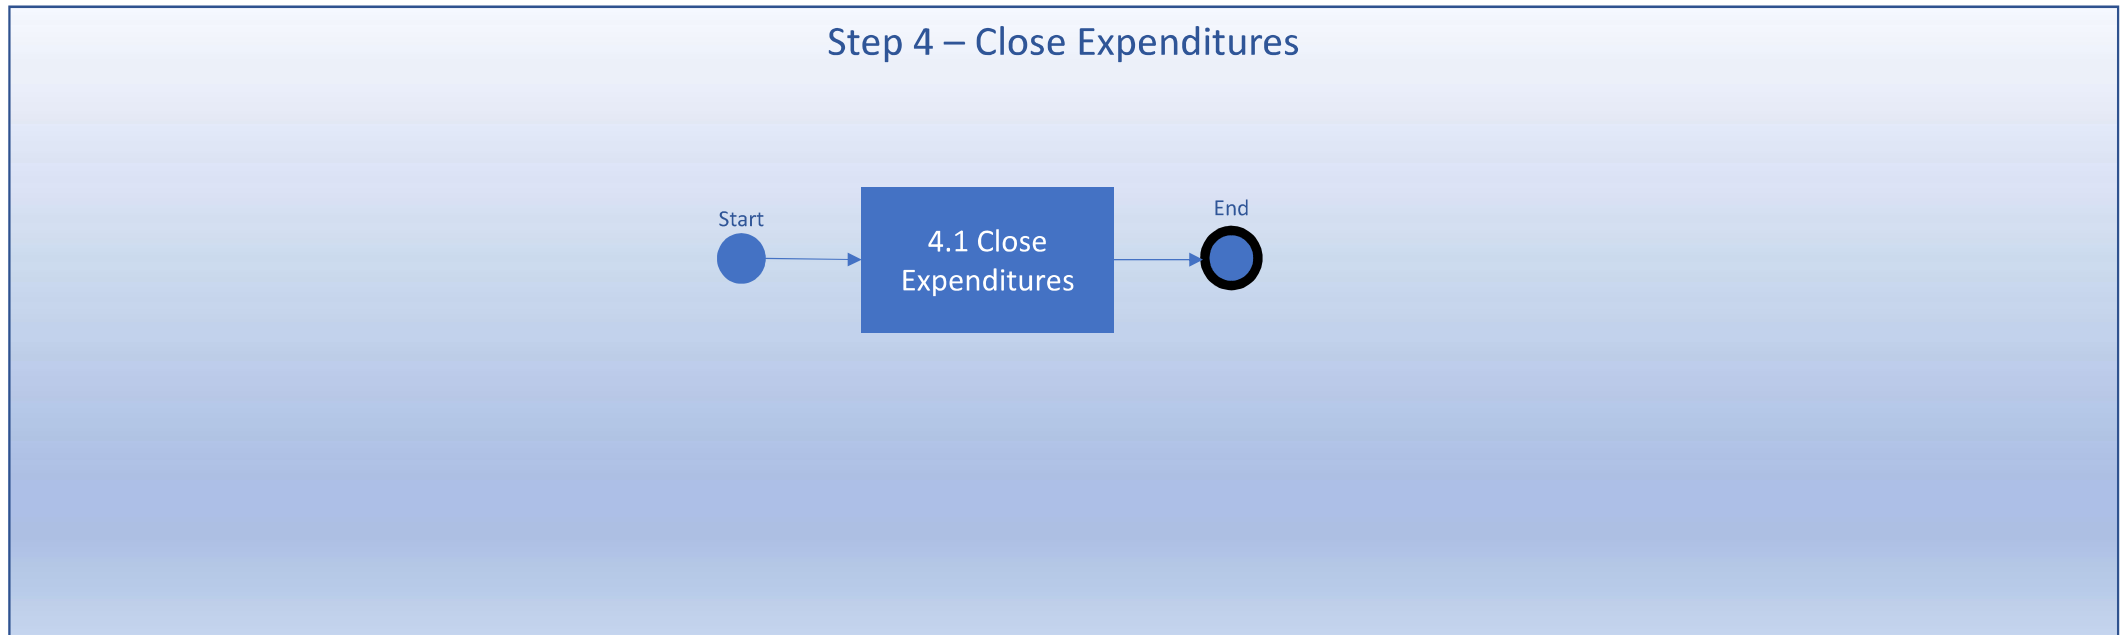 Step 4 – Close Expenditures
Start
4.1 Close
Expenditures
End